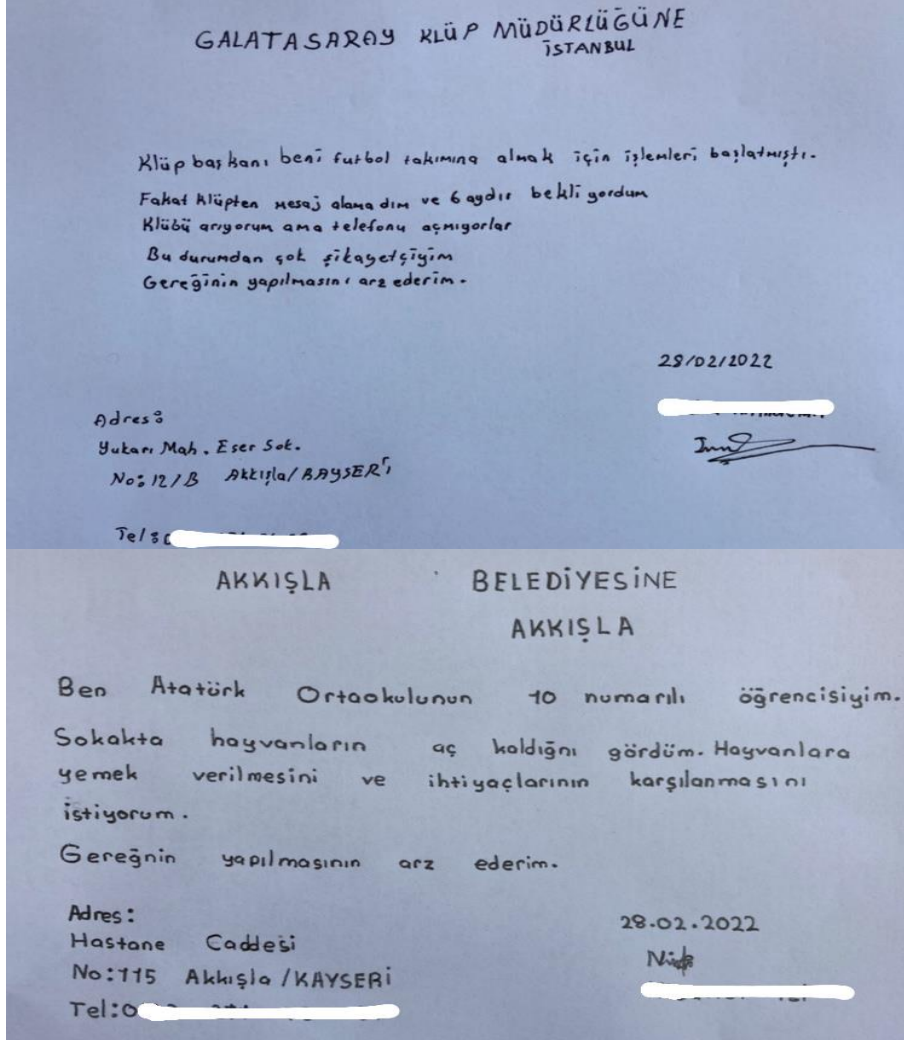 GALATASARAY KLÜP MÜDÜRLÜĞÜNE
İSTANBUL
Klüp başkanı beni futbol takımına almak için işlemleri başlatmıştı.
Fakat klüpten mesaj alamadım ve 6 aydır bekliyordum
Klübü arıyorum ama telefonu açmıyorlar
Bu durumdan çok şikayetçiyim
Gereğinin yapılmasını arz ederim.
28/02/2022
Adres:
Yukarı Mah. Eser Sok.
No: 12/B Akkışla/BAYSERİ
Tel:
AKKIŞLA BELEDİYESİNE
AKKIŞLA
Ben Atatürk Ortaokulunun 10 numarılı öğrencisiyim.
Sokakta hayvanların aç kaldığnı gördüm. Hayvanlara
yemek verilmesini ve ihtiyaçlarının karşılanmasını
istiyorum.
Gereğnin yapılmasının arz ederim.
Adres:
28.02.2022
Hastane Caddesi
No:115 Akkışla/KAYSERİ
Tel:0